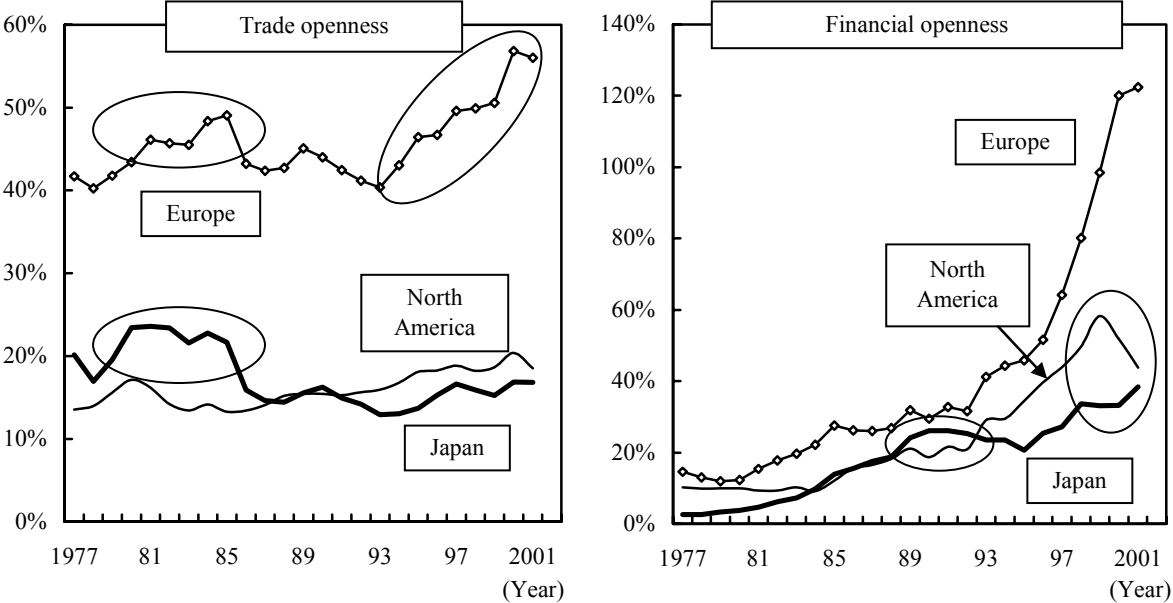 Trade openness
60%
50%
40%
30%
20%
10%
0%
Europe
North
America
Japan
1977 81 85 89 93 97 2001
(Year)
Financial openness
140%
120%
100%
80%
60%
40%
20%
0%
Europe
North
America
Japan
1977 81 85 89 93 97 2001
(Year)